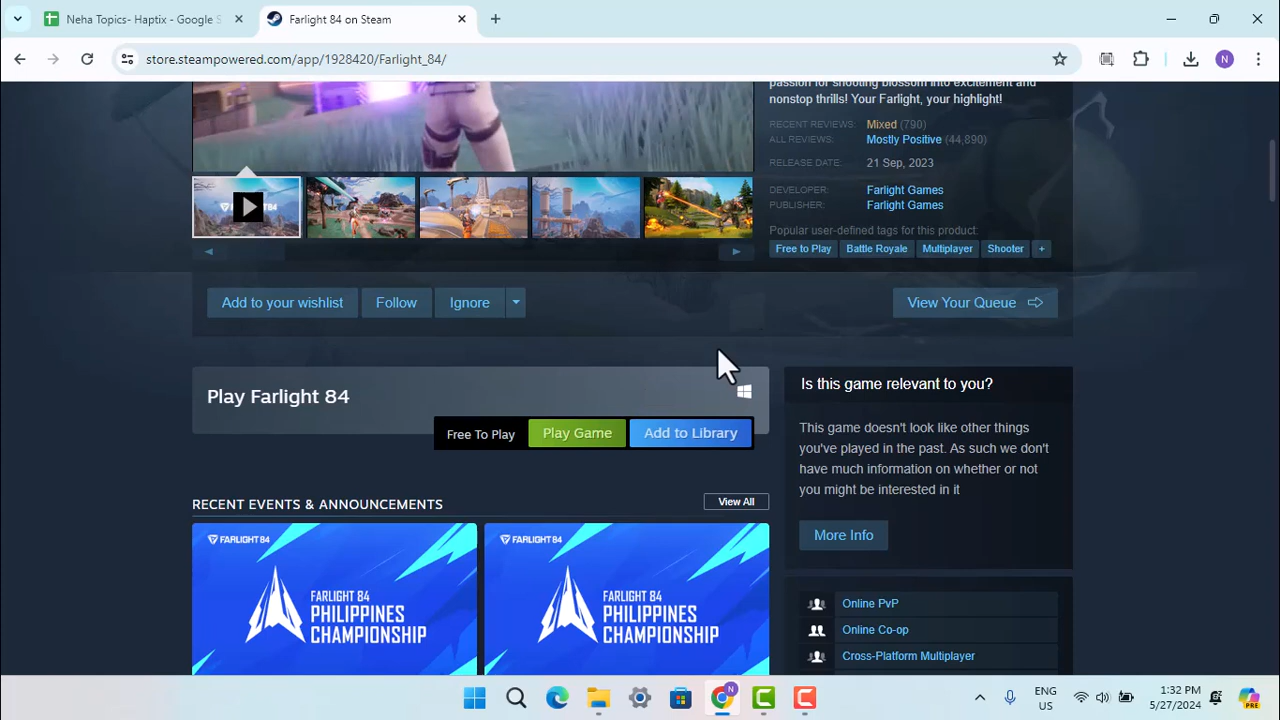 Neha Topics- Haptix - Google S
Farlight 84 on Steam
store.steampowered.com/app/1928420/Farlight_84/
N
passion for shooting blossom into excitement and
nonstop thrills! Your Farlight, your highlight!
RECENT REVIEWS: Mixed (790)
ALL REVIEWS: Mostly Positive (44,890)
RELEASE DATE: 21 Sep, 2023
DEVELOPER: Farlight Games
PUBLISHER: Farlight Games
Popular user-defined tags for this product:
Free to Play Battle Royale Multiplayer Shooter +
Add to your wishlist Follow Ignore View Your Queue
Play Farlight 84
Free To Play Play Game Add to Library
Is this game relevant to you?
This game doesn't look like other things
you've played in the past. As such we don't
have much information on whether or not
you might be interested in it
More Info
RECENT EVENTS & ANNOUNCEMENTS View All
FARLIGHT 84
FARLIGHT 84
PHILIPPINES
CHAMPIONSHIP
FARLIGHT 84
FARLIGHT 84
PHILIPPINES
CHAMPIONSHIP
Online PvP
Online Co-op
Cross-Platform Multiplayer
N
ENG
US
1:32 PM
5/27/2024
PRE